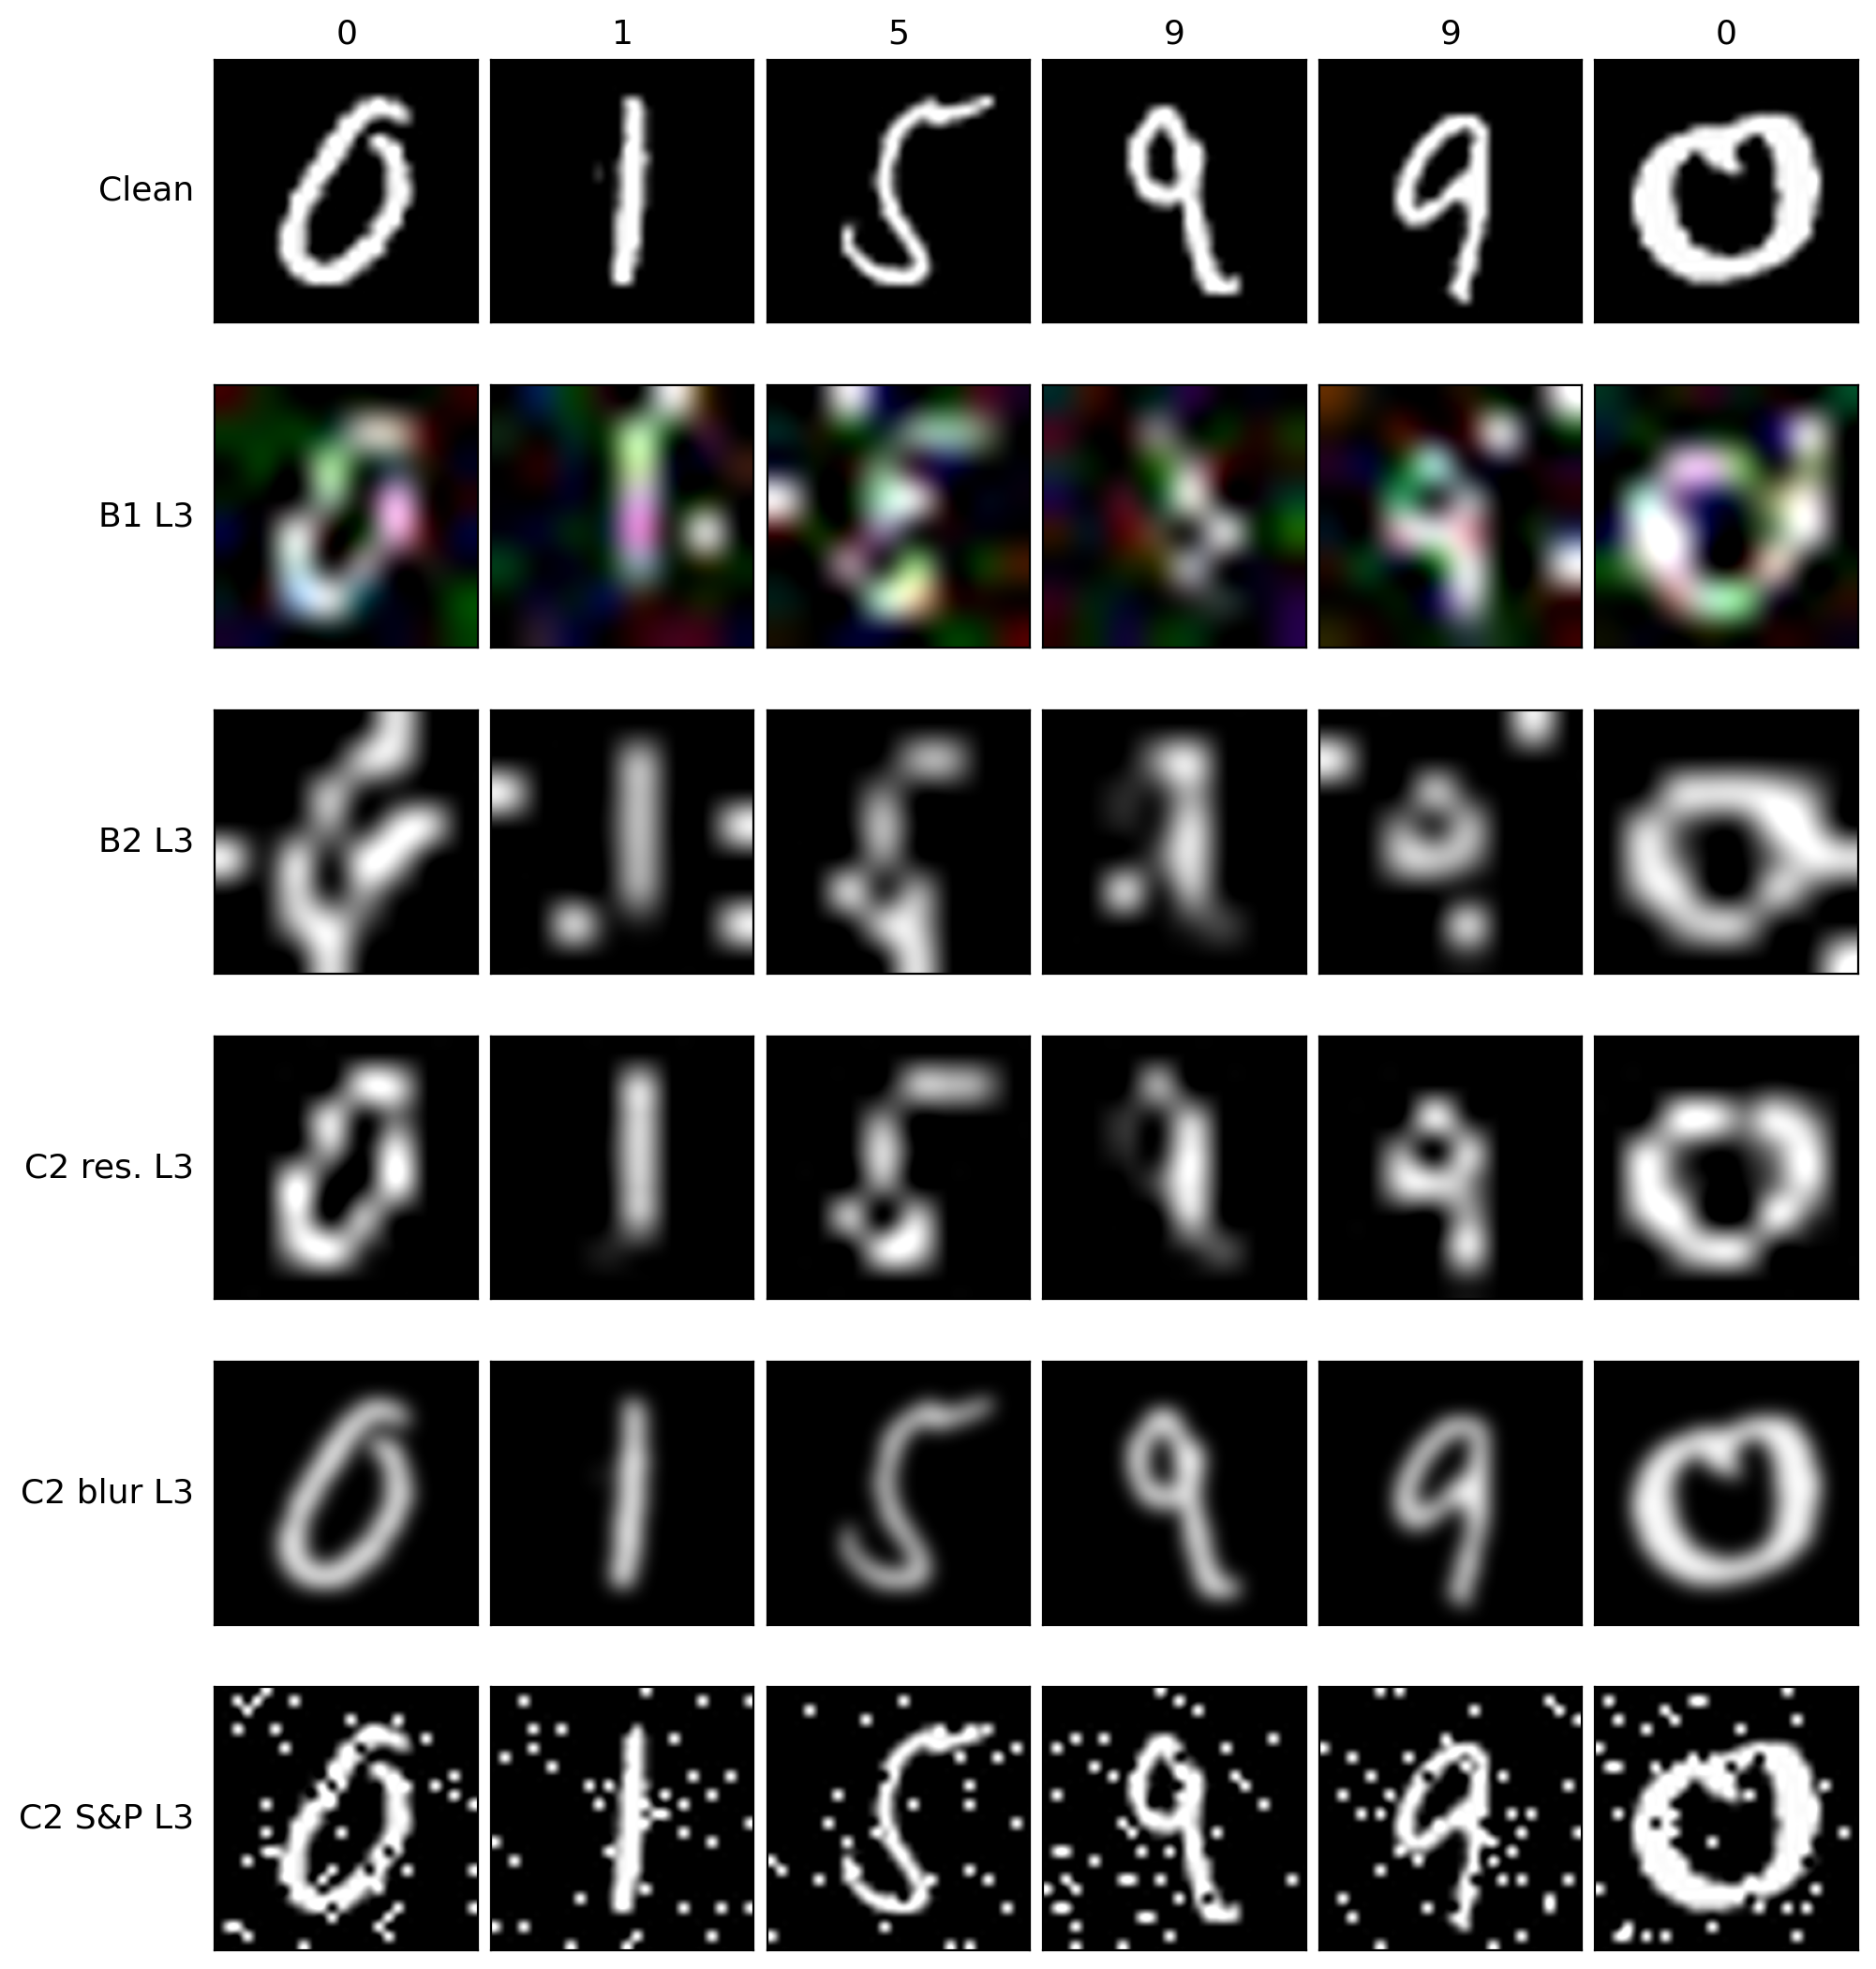 0 1 5 9 9 0
Clean
B1 L3
B2 L3
C2 res. L3
C2 blur L3
C2 S&P L3